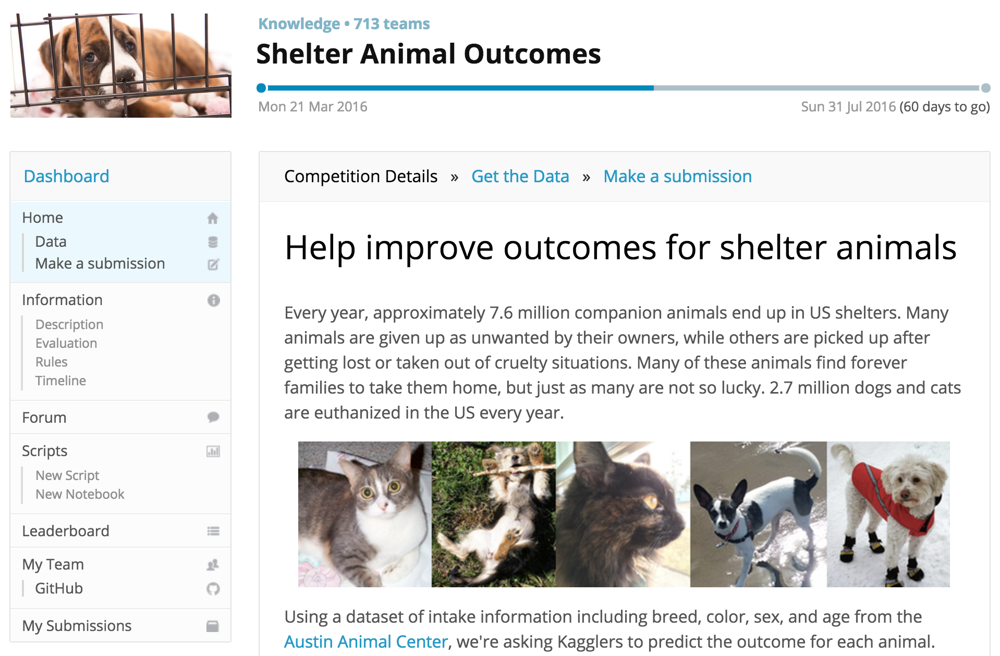 Knowledge • 713 teams
Shelter Animal Outcomes
Mon 21 Mar 2016
Sun 31 Jul 2016 (60 days to go)
Dashboard
Home
Data
Make a submission
Information
Description
Evaluation
Rules
Timeline
Forum
Scripts
New Script
New Notebook
Leaderboard
My Team
GitHub
My Submissions
Competition Details » Get the Data » Make a submission
Help improve outcomes for shelter animals
Every year, approximately 7.6 million companion animals end up in US shelters. Many
animals are given up as unwanted by their owners, while others are picked up after
getting lost or taken out of cruelty situations. Many of these animals find forever
families to take them home, but just as many are not so lucky. 2.7 million dogs and cats
are euthanized in the US every year.
Using a dataset of intake information including breed, color, sex, and age from the
Austin Animal Center, we're asking Kagglers to predict the outcome for each animal.